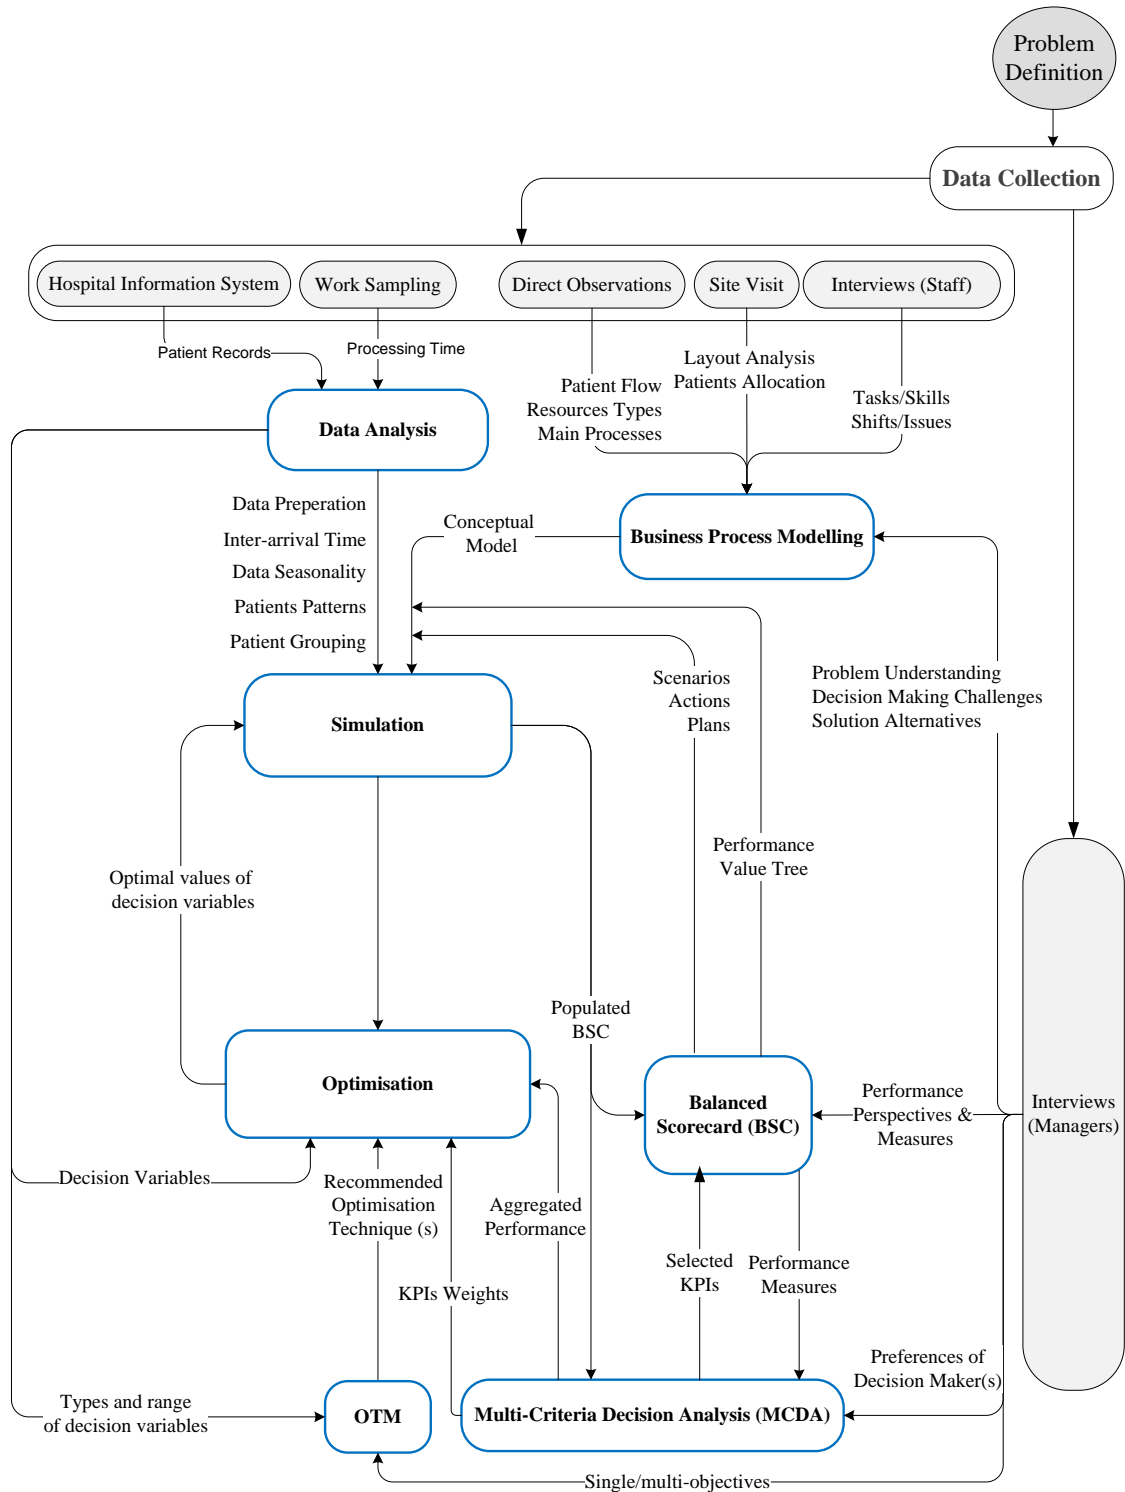 Problem
Definition
Data Collection
Hospital Information System
Work Sampling
Direct Observations
Site Visit
Interviews (Staff)
Patient Records
Processing Time
Layout Analysis
Patients Allocation
Patient Flow
Resources Types
Main Processes
Tasks/Skills
Shifts/Issues
Data Analysis
Data Preperation
Inter-arrival Time
Data Seasonality
Patients Patterns
Patient Grouping
Conceptual
Model
Business Process Modelling
Scenarios
Actions
Plans
Problem Understanding
Decision Making Challenges
Solution Alternatives
Simulation
Performance
Value Tree
Optimal values of
decision variables
Populated
BSC
Optimisation
Balanced
Scorecard (BSC)
Performance
Perspectives &
Measures
Interviews
(Managers)
Decision Variables
Recommended
Optimisation
Technique (s)
Aggregated
Performance
Selected
KPIs
Performance
Measures
KPIs Weights
Preferences of
Decision Maker(s)
Types and range
of decision variables
OTM
Multi-Criteria Decision Analysis (MCDA)
Single/multi-objectives